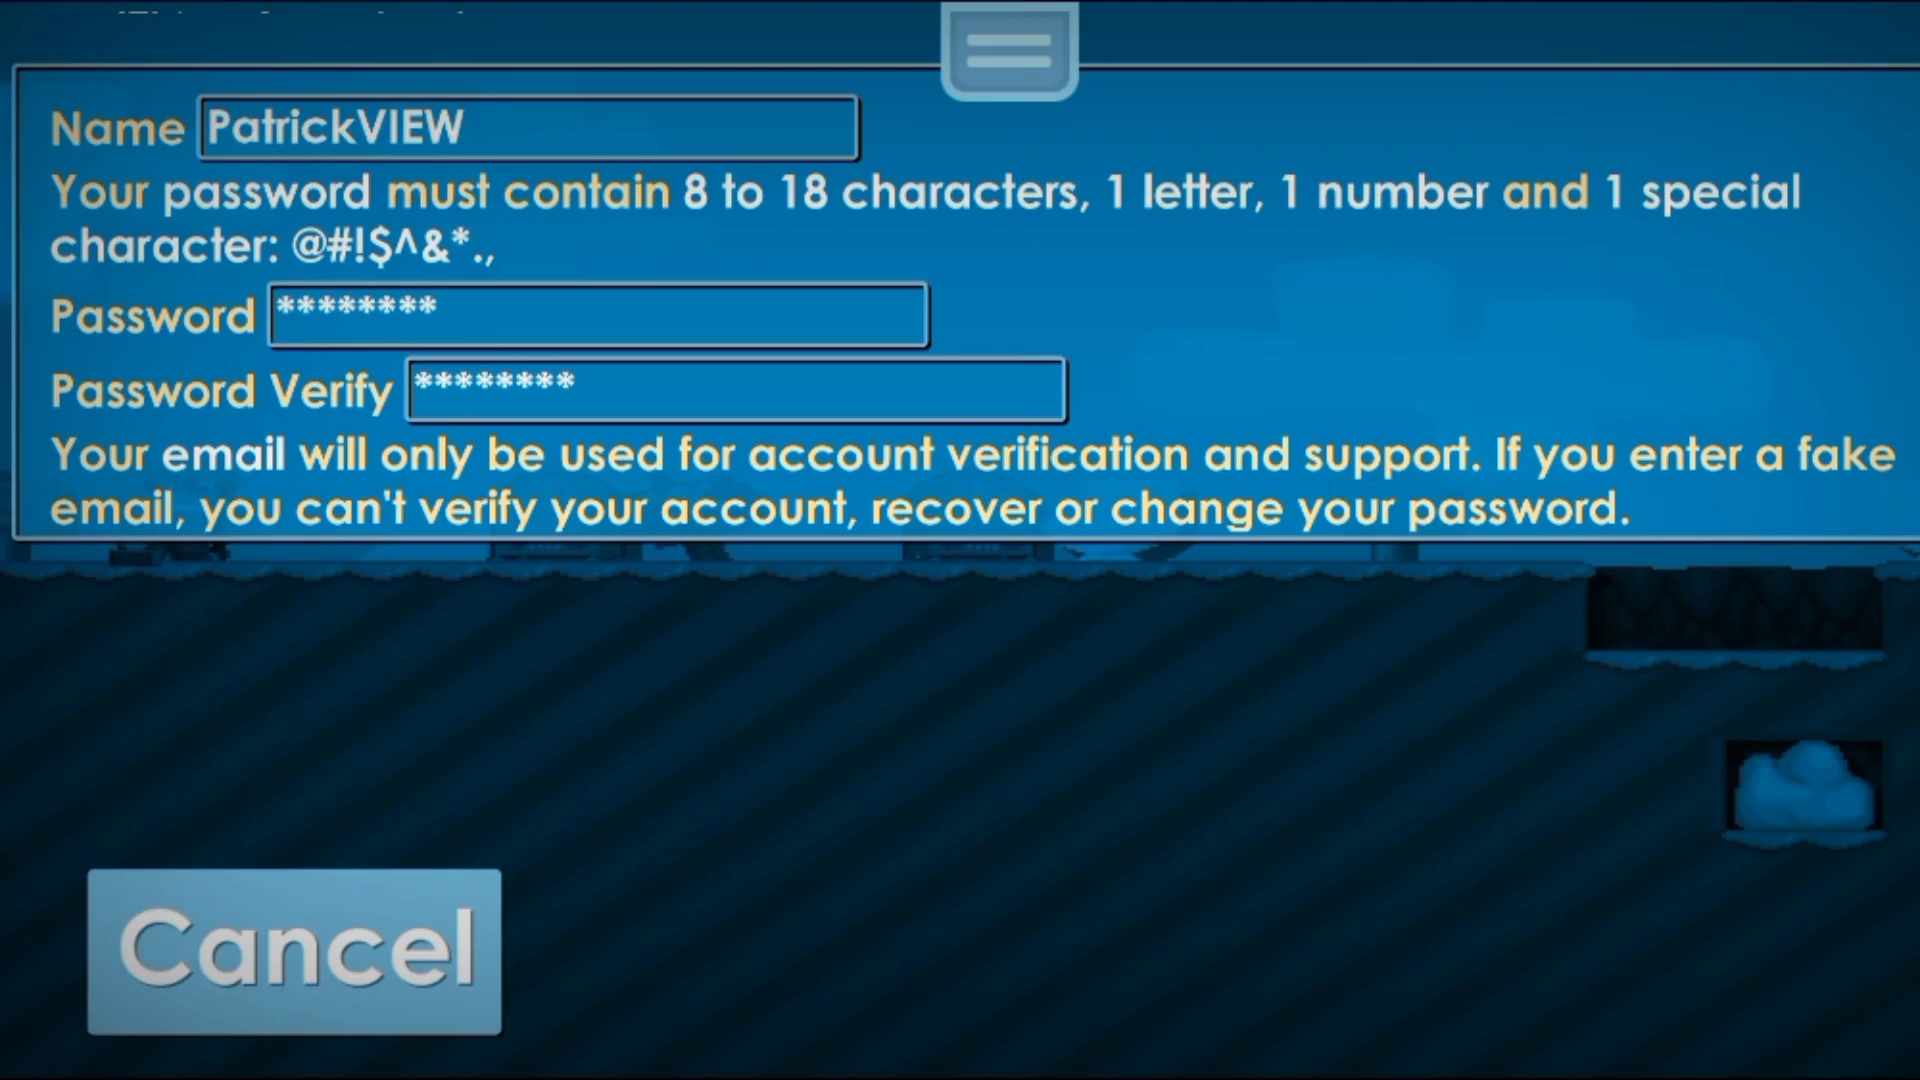 Name PatrickVIEW
Your password must contain 8 to 18 characters, 1 letter, 1 number and 1 special
character: @#!$^&*.,
Password ********
Password Verify ********
Your email will only be used for account verification and support. If you enter a fake
email, you can't verify your account, recover or change your password.
Cancel